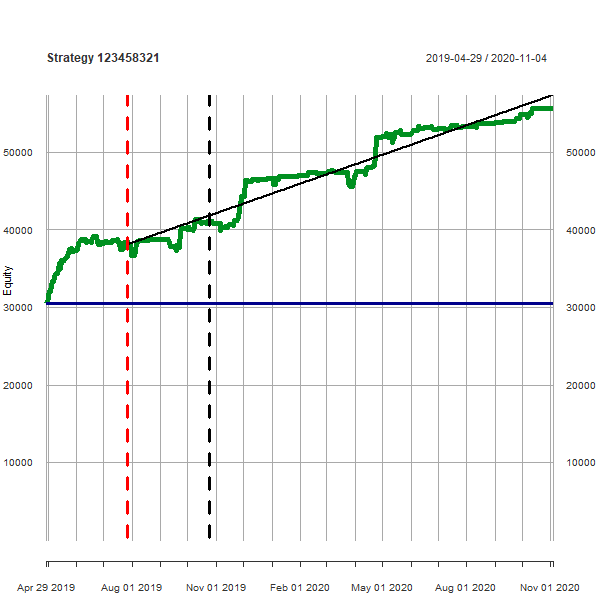 Strategy 123458321
2019-04-29 / 2020-11-04
50000
50000
40000
40000
Equity
30000
30000
20000
20000
10000
10000
Apr 29 2019
Aug 01 2019
Nov 01 2019
Feb 01 2020
May 01 2020
Aug 01 2020
Nov 01 2020